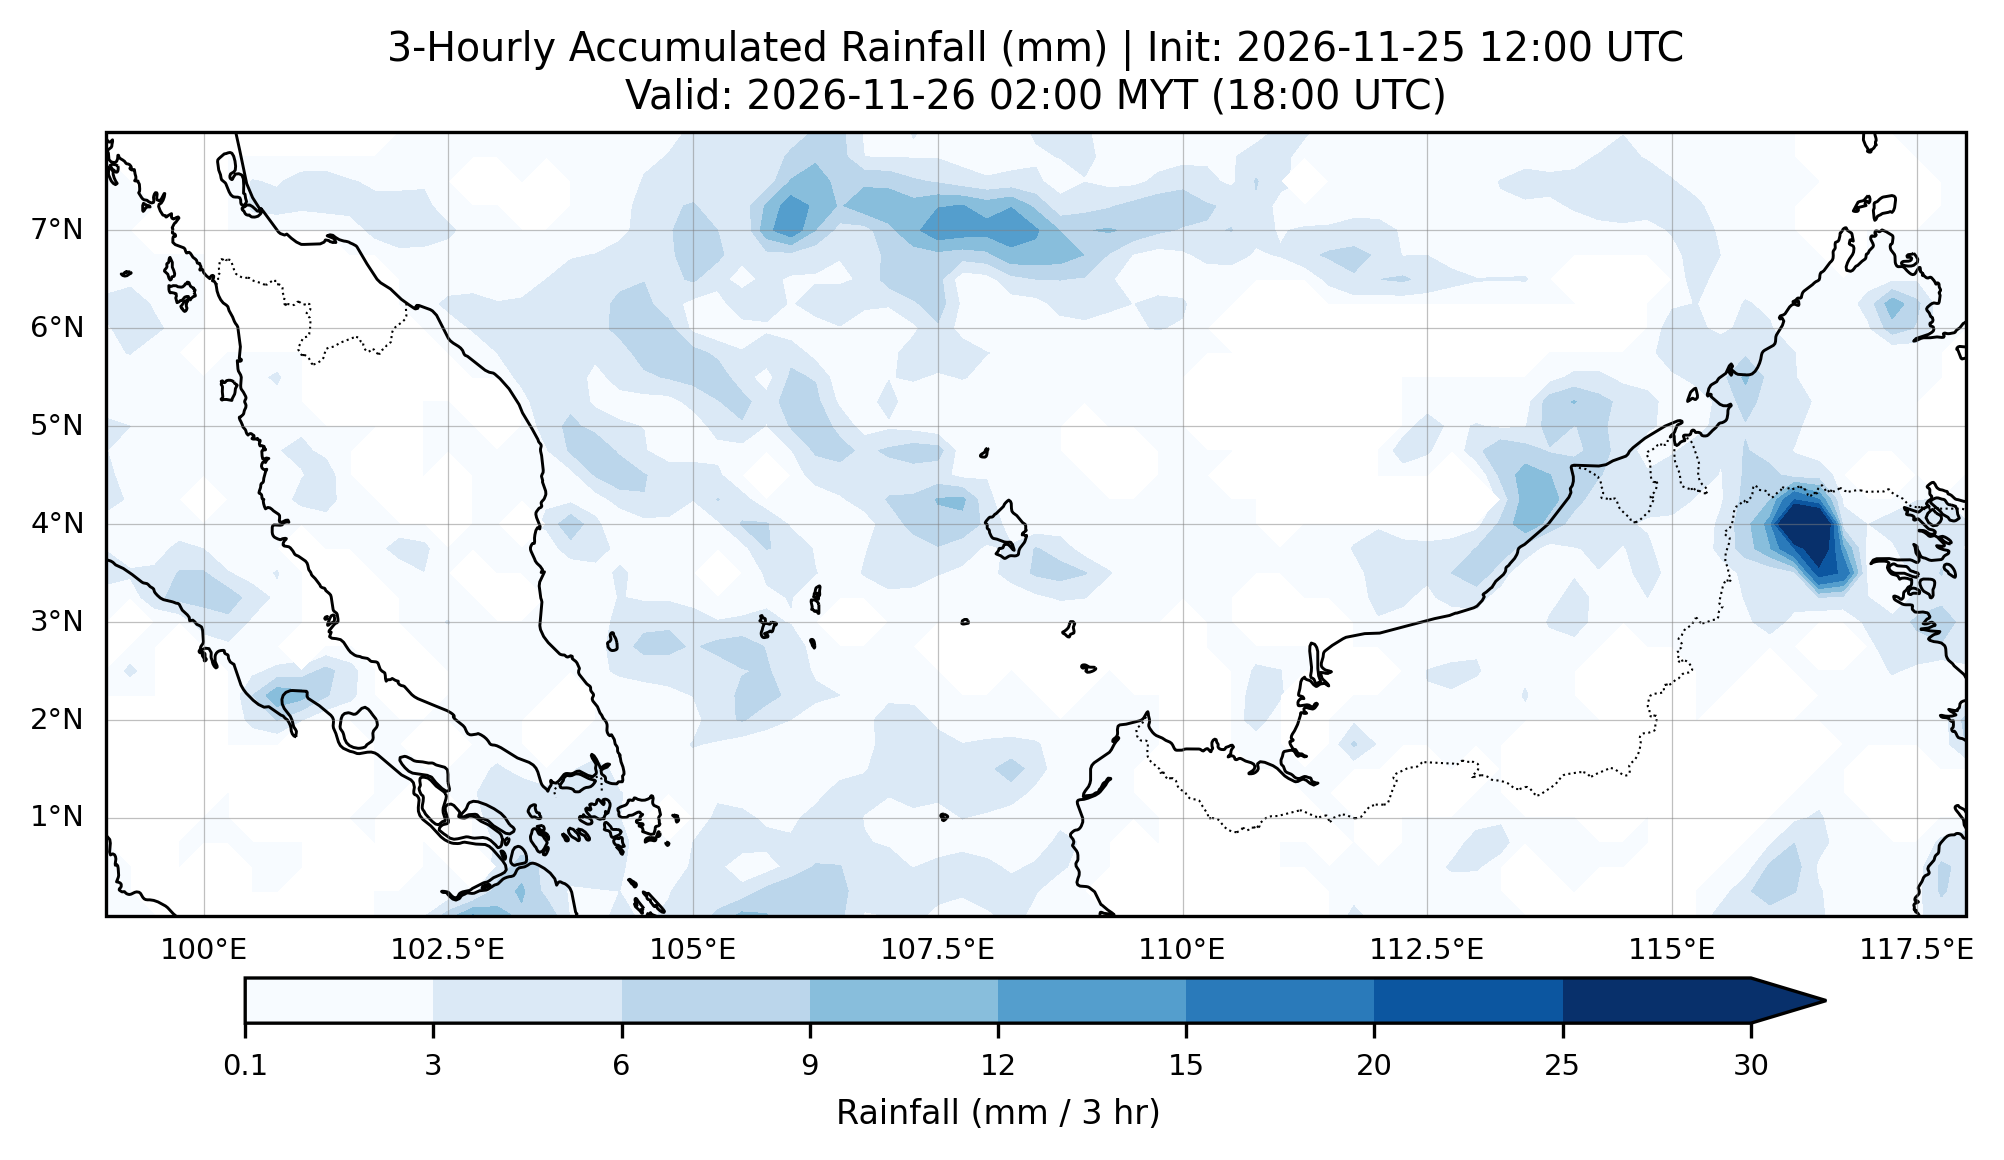 3-Hourly Accumulated Rainfall (mm) | Init: 2026-11-25 12:00 UTC
Valid: 2026-11-26 02:00 MYT (18:00 UTC)
7°N
6°N
5°N
4°N
3°N
2°N
1°N
100°E 102.5°E 105°E 107.5°E 110°E 112.5°E 115°E 117.5°E
0.1 3 6 9 12 15 20 25 30
Rainfall (mm / 3 hr)